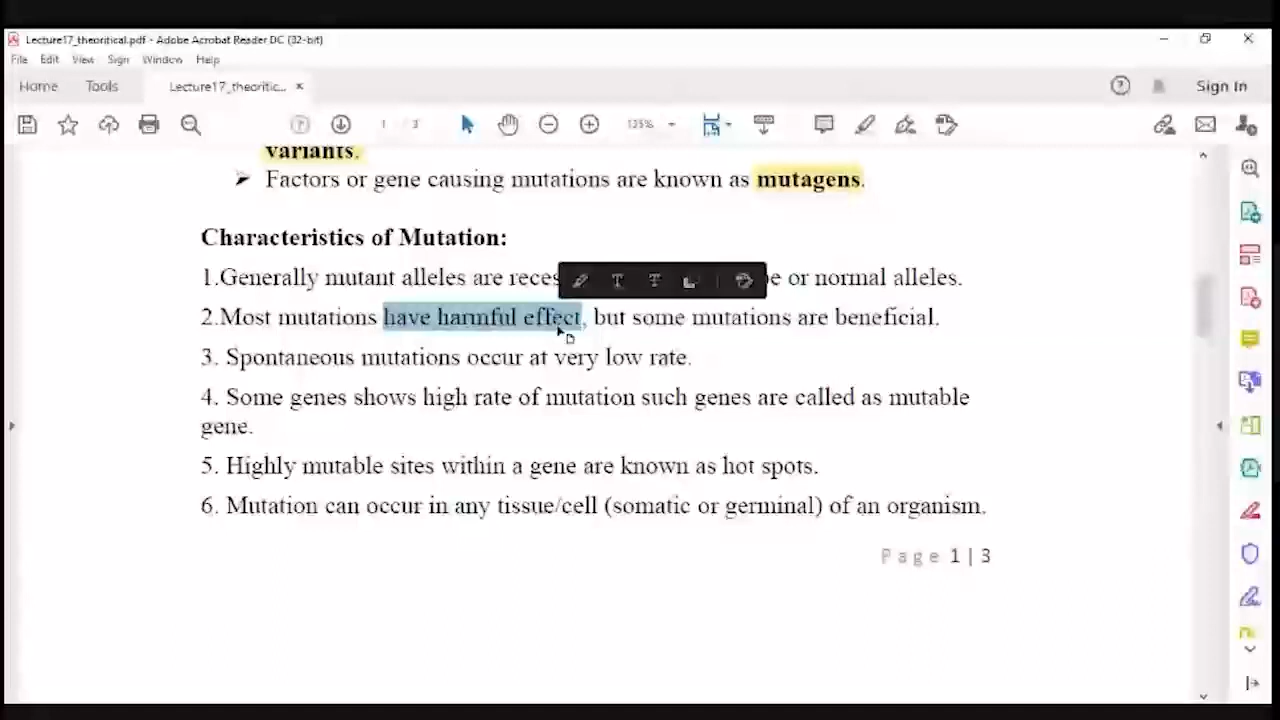 Lecture17_theoritical.pdf - Adobe Acrobat Reader DC (32-bit)
File Edit View Sign Window Help
Home Tools Lecture17_theoritic... × Sign In
1 / 3 135%
variants.
➤ Factors or gene causing mutations are known as mutagens.
Characteristics of Mutation:
1.Generally mutant alleles are or normal alleles.
2.Most mutations have harmful effect, but some mutations are beneficial.
3. Spontaneous mutations occur at very low rate.
4. Some genes shows high rate of mutation such genes are called as mutable
gene.
5. Highly mutable sites within a gene are known as hot spots.
6. Mutation can occur in any tissue/cell (somatic or germinal) of an organism.
Page 1 | 3